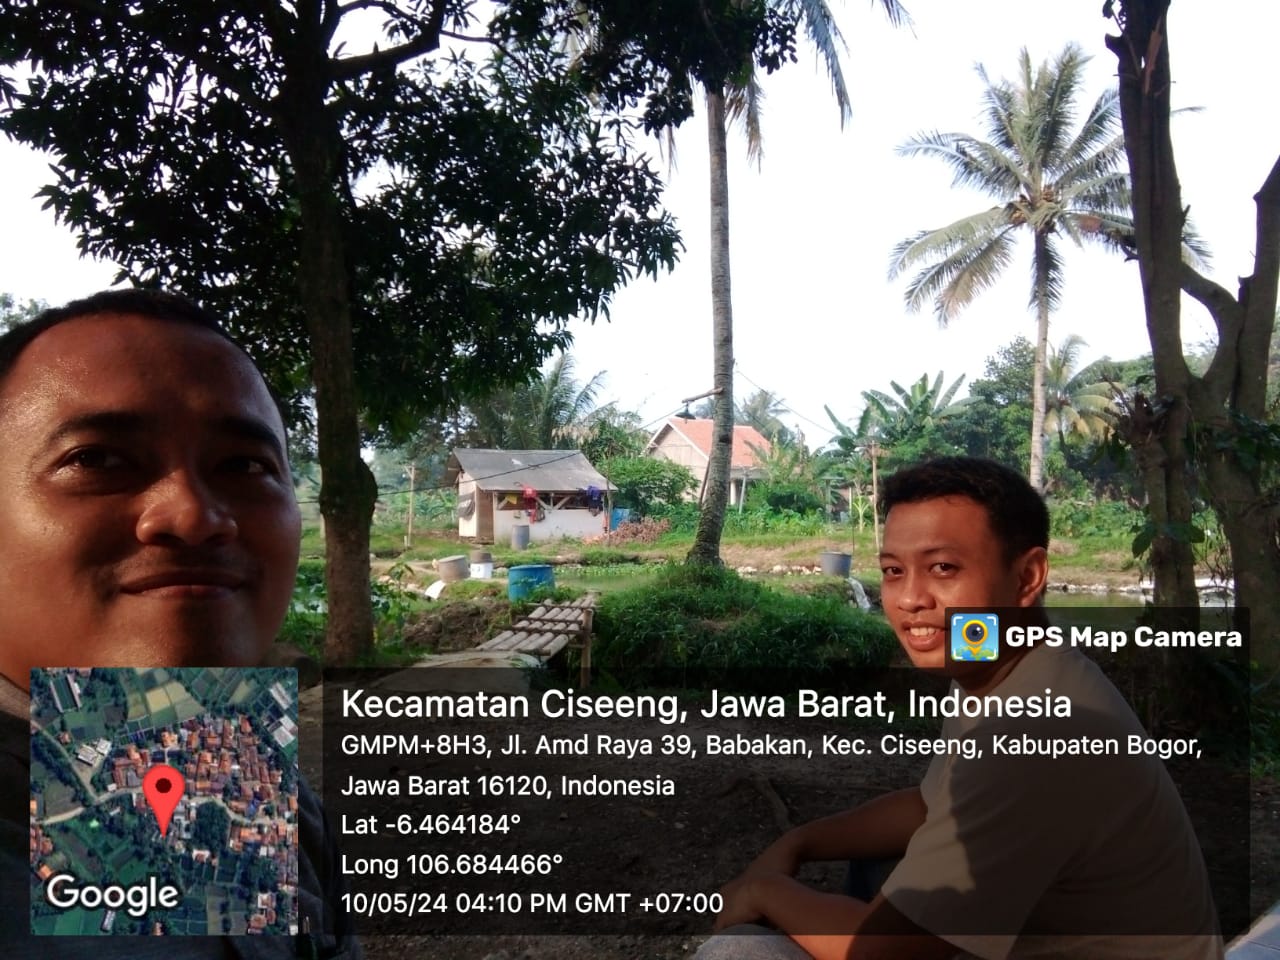 GPS Map Camera
Kecamatan Ciseeng, Jawa Barat, Indonesia
GMPM+8H3, Jl. Amd Raya 39, Babakan, Kec. Ciseeng, Kabupaten Bogor,
Jawa Barat 16120, Indonesia
Lat -6.464184°
Long 106.684466°
10/05/24 04:10 PM GMT +07:00
Google